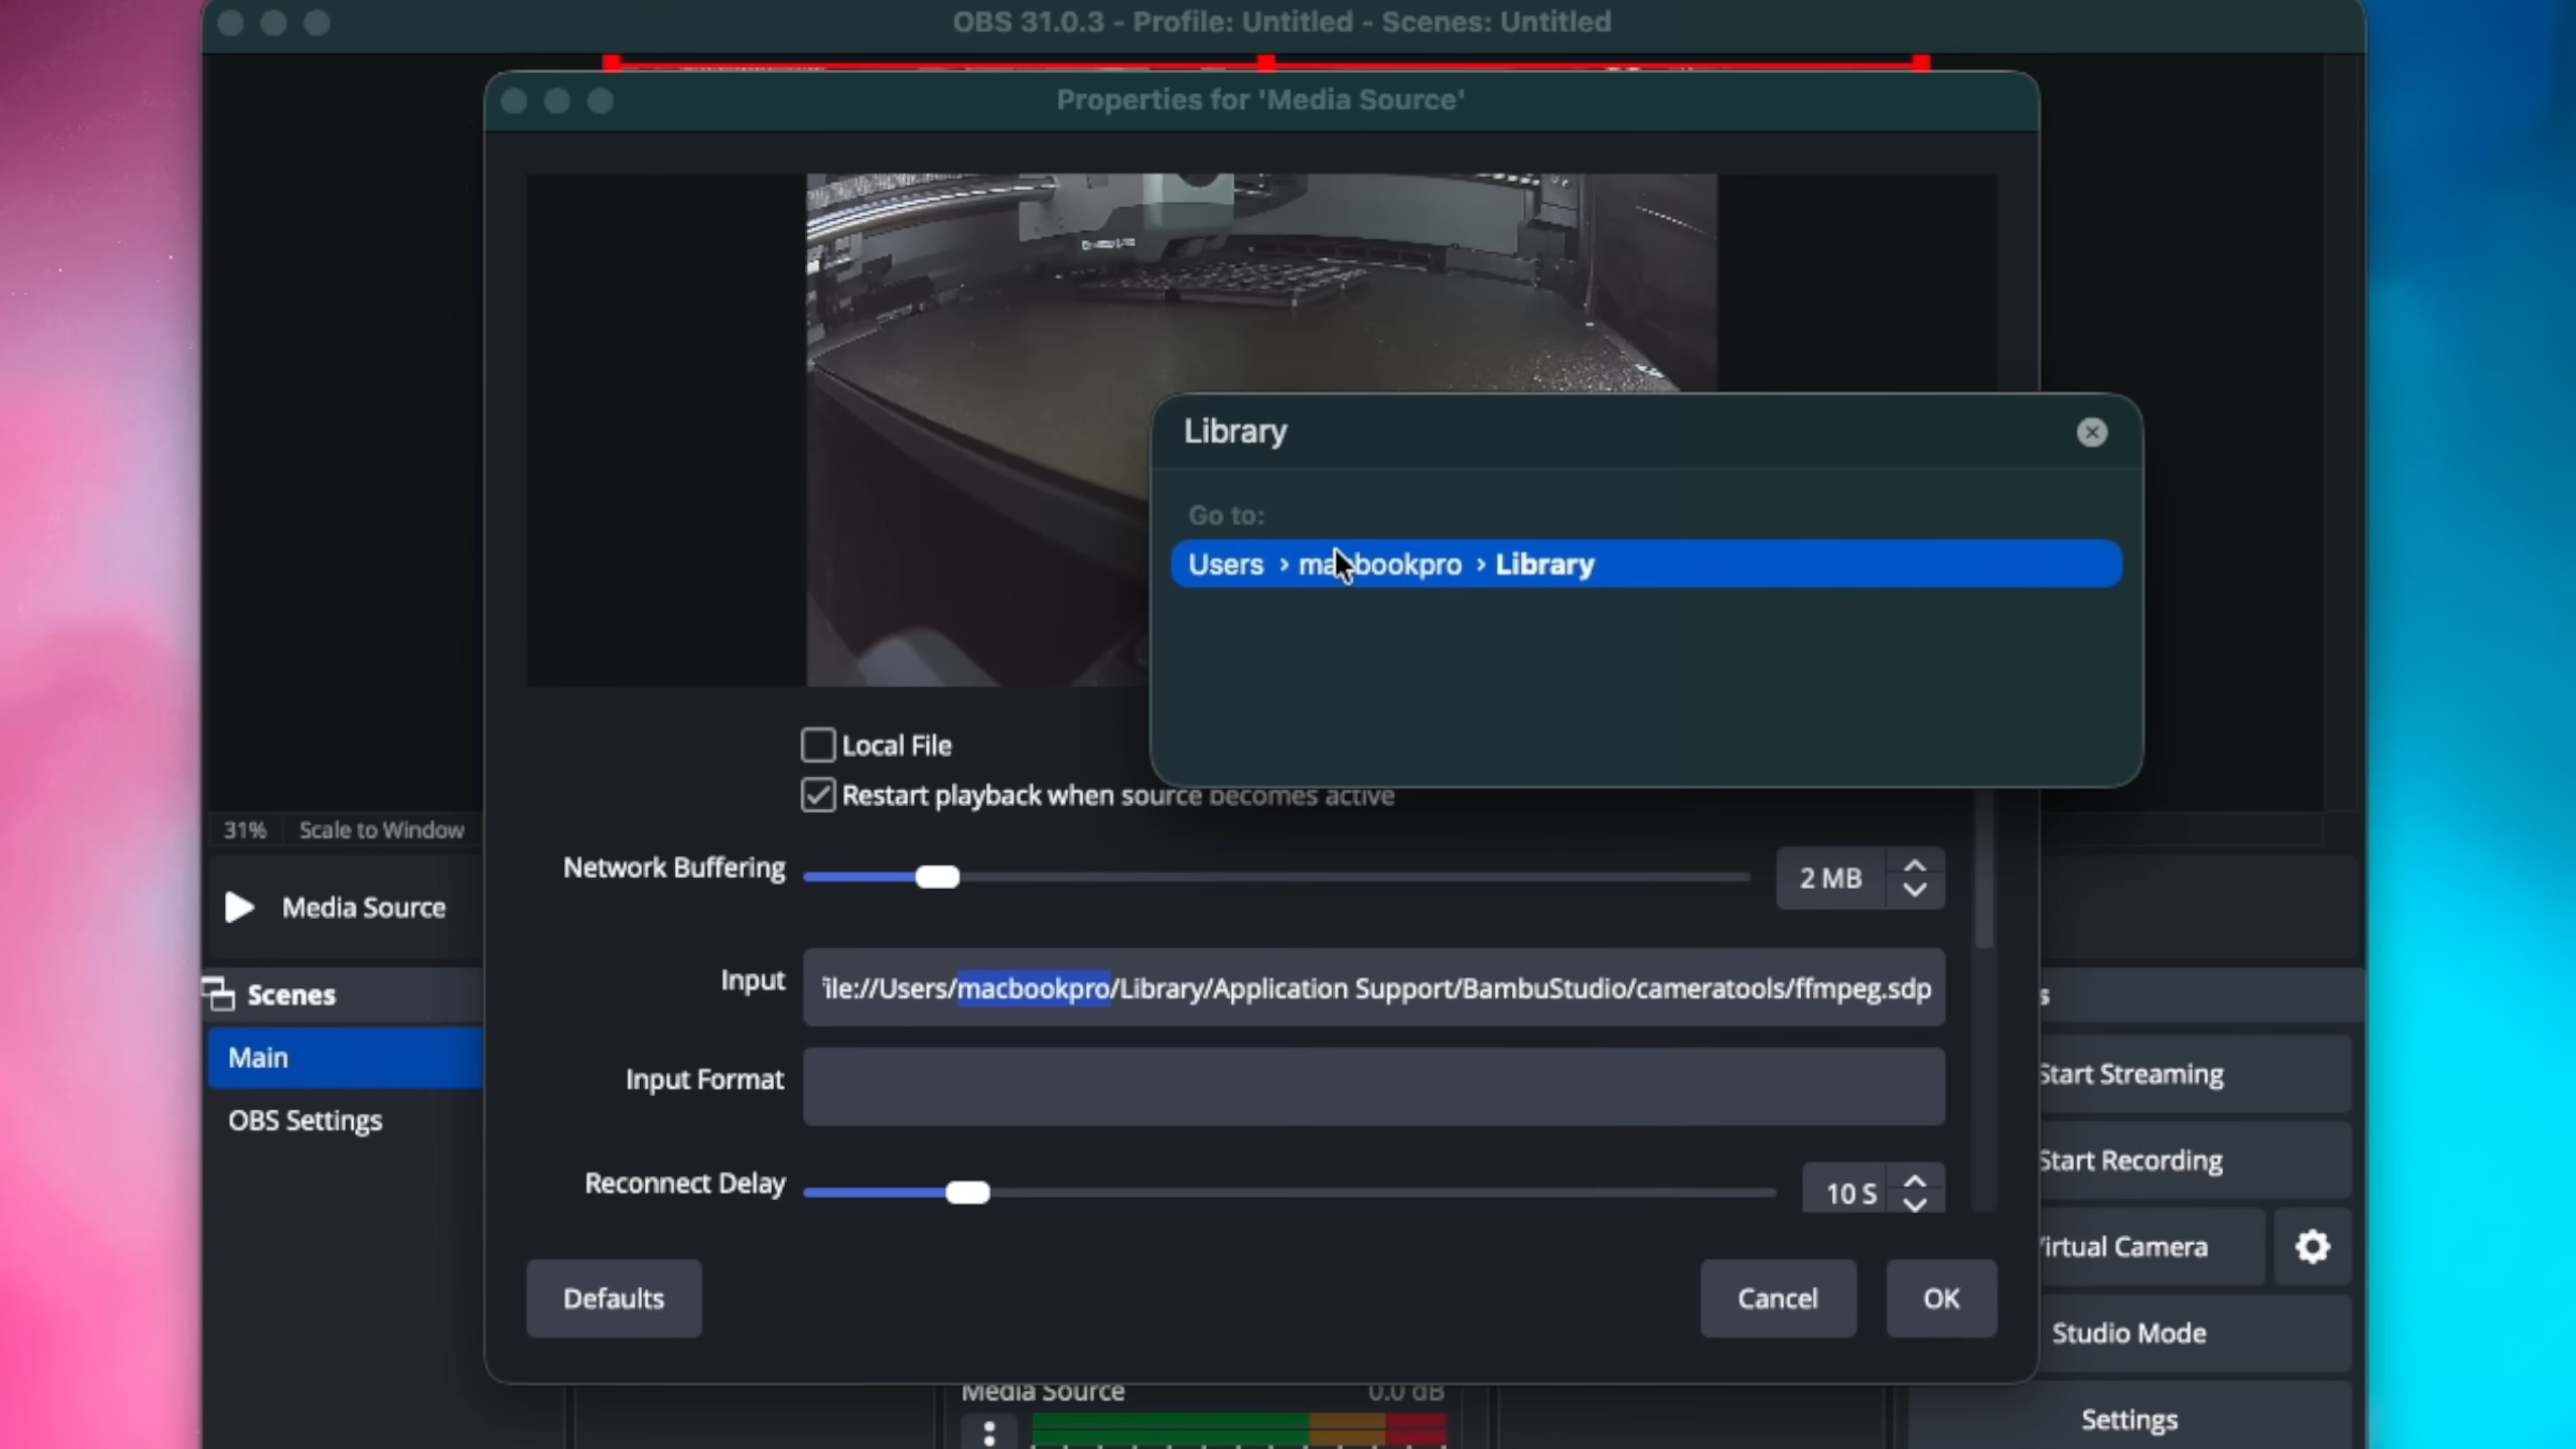 OBS 31.0.3 - Profile: Untitled - Scenes: Untitled
Properties for 'Media Source'
Library
Go to:
Users › macbookpro › Library
Local File
Restart playback when source becomes active
31% Scale to Window
Network Buffering 2 MB
Media Source
Input ile://Users/macbookpro/Library/Application Support/BambuStudio/cameratools/ffmpeg.sdp
Scenes
s
Main
Input Format
Start Streaming
OBS Settings
Start Recording
Reconnect Delay 10 S
Virtual Camera
Defaults
Cancel
OK
Studio Mode
Media Source 0.0 dB
Settings